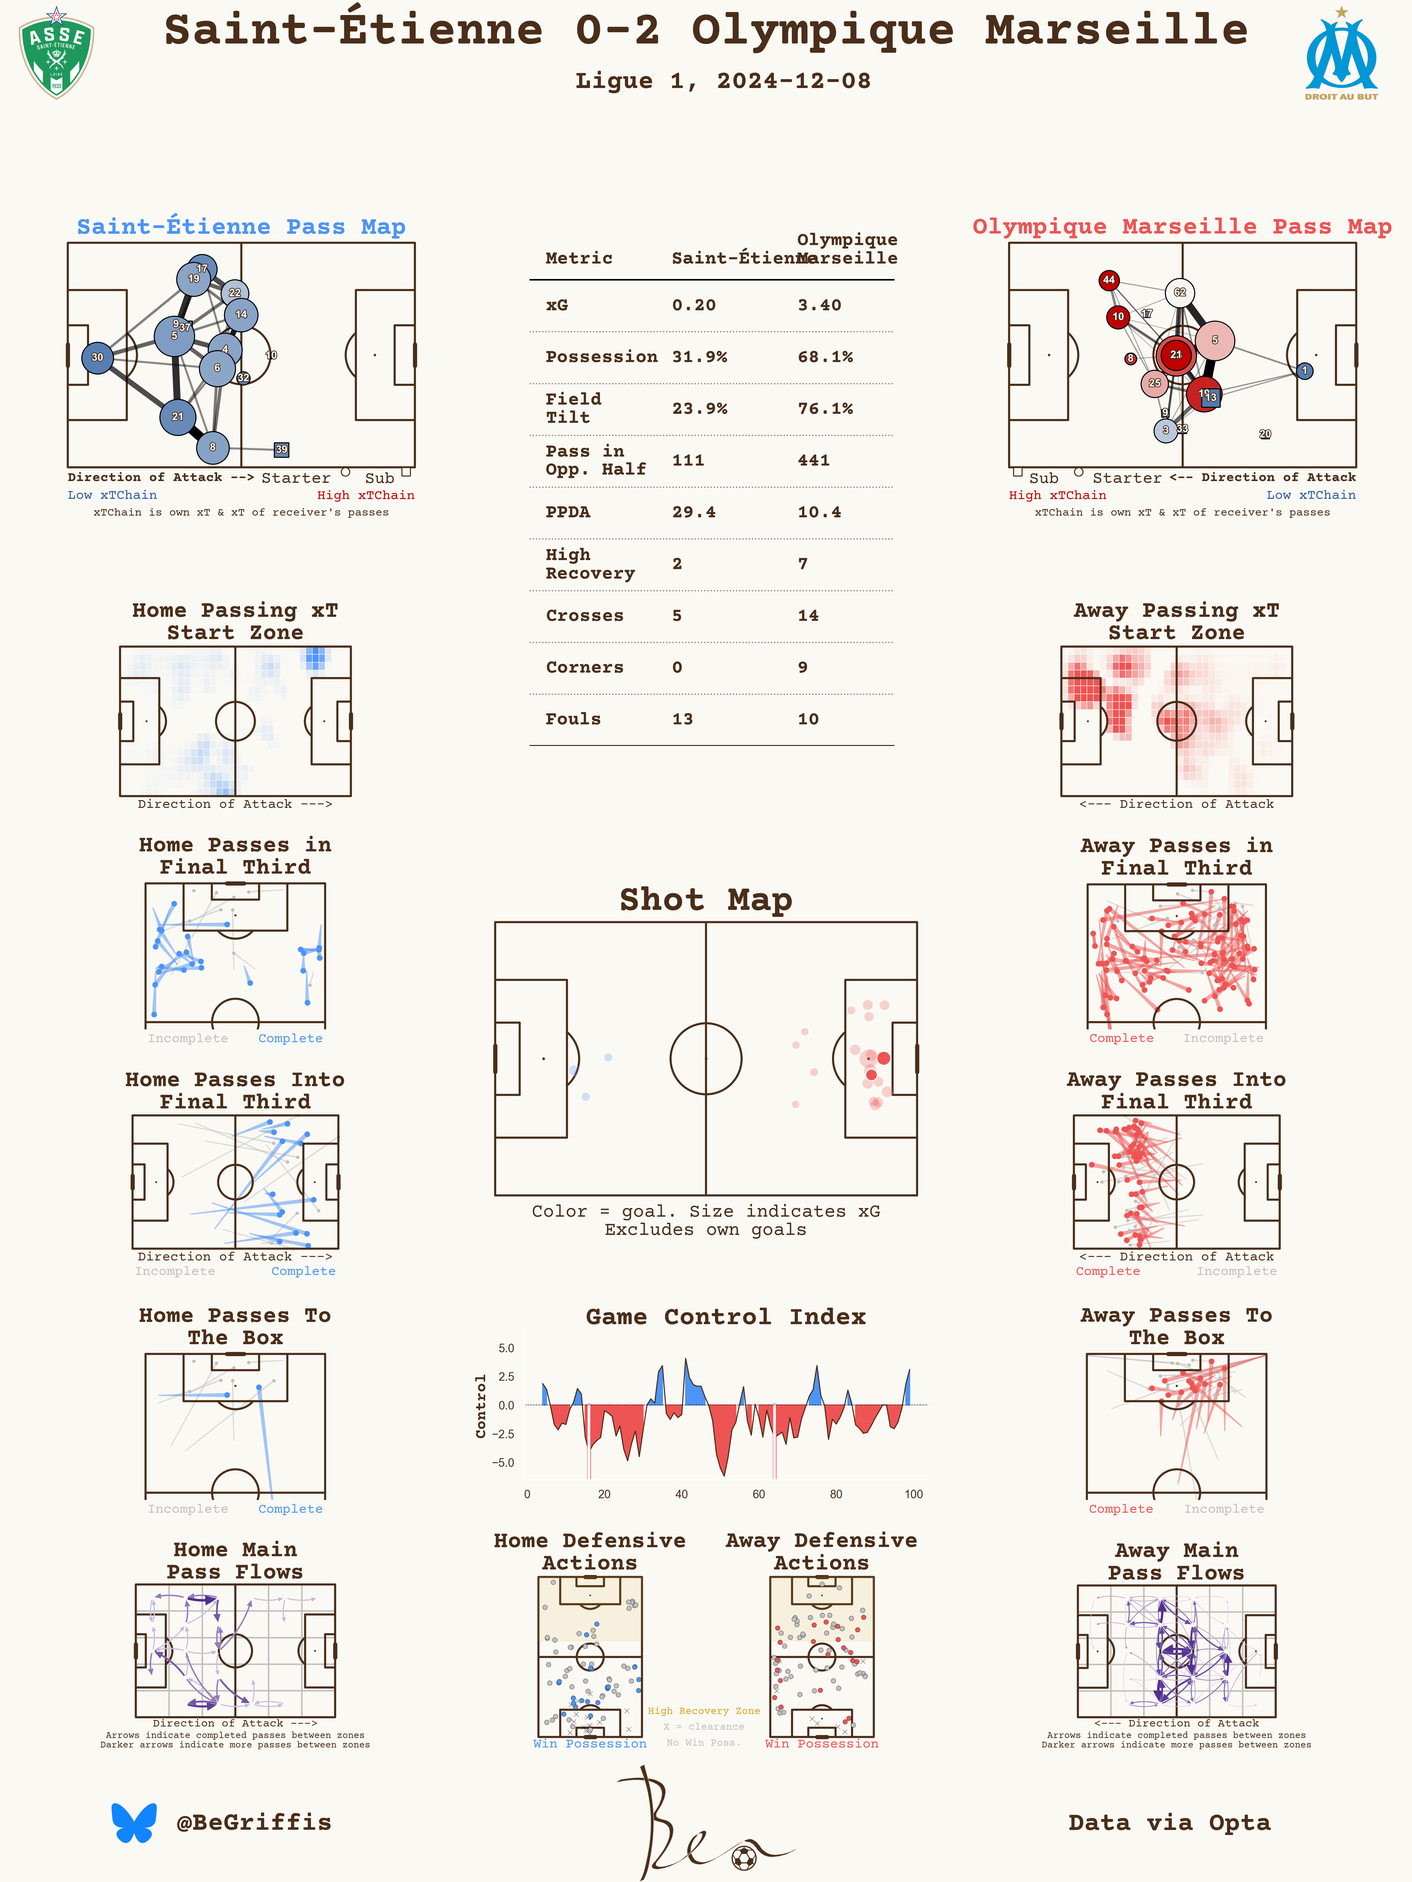 Saint-Étienne 0-2 Olympique Marseille
Ligue 1, 2024-12-08
ASSE
SAINT-ÉTIENNE
LOIRE
1933
DROIT AU BUT
Saint-Étienne Pass Map
17
19
22
14
9
37
5
4
30
10
6
32
21
8
39
Direction of Attack --> Starter Sub
Low xTChain High xTChain
xTChain is own xT & xT of receiver's passes
Metric Saint-Étienne Olympique Marseille
xG 0.20 3.40
Possession 31.9% 68.1%
Field Tilt 23.9% 76.1%
Pass in Opp. Half 111 441
PPDA 29.4 10.4
High Recovery 2 7
Crosses 5 14
Corners 0 9
Fouls 13 10
Olympique Marseille Pass Map
44
62
10
17
5
21
8
1
25
19
13
9
3
33
20
Sub Starter <-- Direction of Attack
High xTChain Low xTChain
xTChain is own xT & xT of receiver's passes
Home Passing xT
Start Zone
Direction of Attack --->
Away Passing xT
Start Zone
<--- Direction of Attack
Home Passes in
Final Third
Incomplete Complete
Away Passes in
Final Third
Complete Incomplete
Shot Map
Color = goal. Size indicates xG
Excludes own goals
Home Passes Into
Final Third
Direction of Attack --->
Incomplete Complete
Away Passes Into
Final Third
<--- Direction of Attack
Complete Incomplete
Home Passes To
The Box
Incomplete Complete
Game Control Index
Control
5.0
2.5
0.0
−2.5
−5.0
0 20 40 60 80 100
Away Passes To
The Box
Complete Incomplete
Home Main
Pass Flows
Direction of Attack --->
Arrows indicate completed passes between zones
Darker arrows indicate more passes between zones
Home Defensive
Actions
Win Possession
High Recovery Zone
X = clearance
No Win Poss.
Away Defensive
Actions
Win Possession
Away Main
Pass Flows
<--- Direction of Attack
Arrows indicate completed passes between zones
Darker arrows indicate more passes between zones
@BeGriffis
Ben
Data via Opta